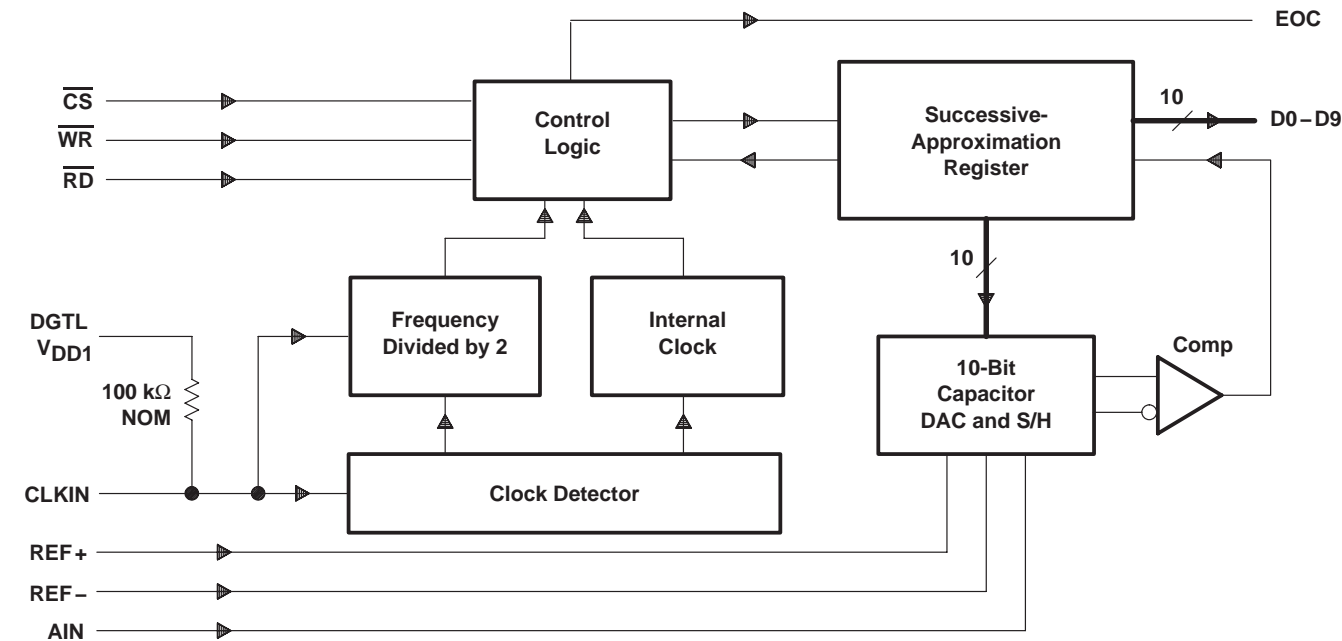 EOC
CS
WR
RD
Control
Logic
Successive-
Approximation
Register
10
D0–D9
10
DGTL
VDD1
100 kΩ
NOM
Frequency
Divided by 2
Internal
Clock
10-Bit
Capacitor
DAC and S/H
Comp
CLKIN
Clock Detector
REF+
REF–
AIN